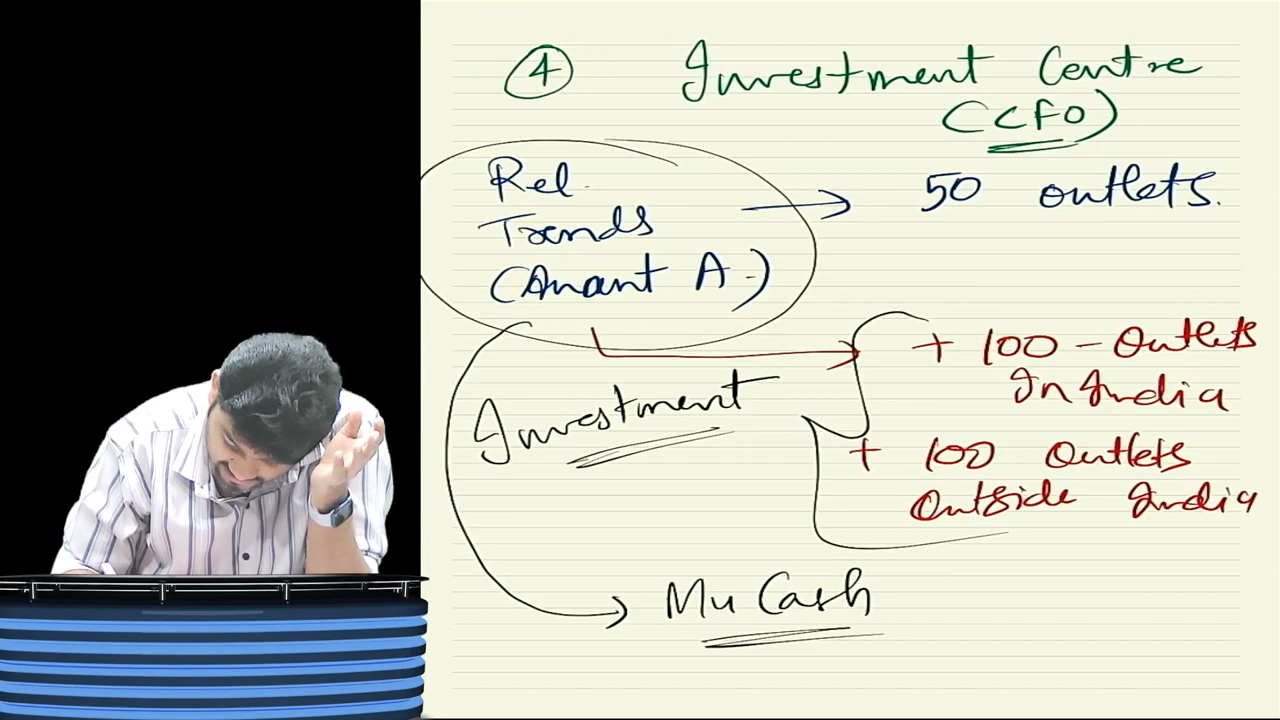 ④ Investment Centre
(CFO)
Rel.
Trends → 50 outlets.
(Anant A.)
+ 100 - Outlets
In India
Investment
+ 100 Outlets
Outside India
Cash